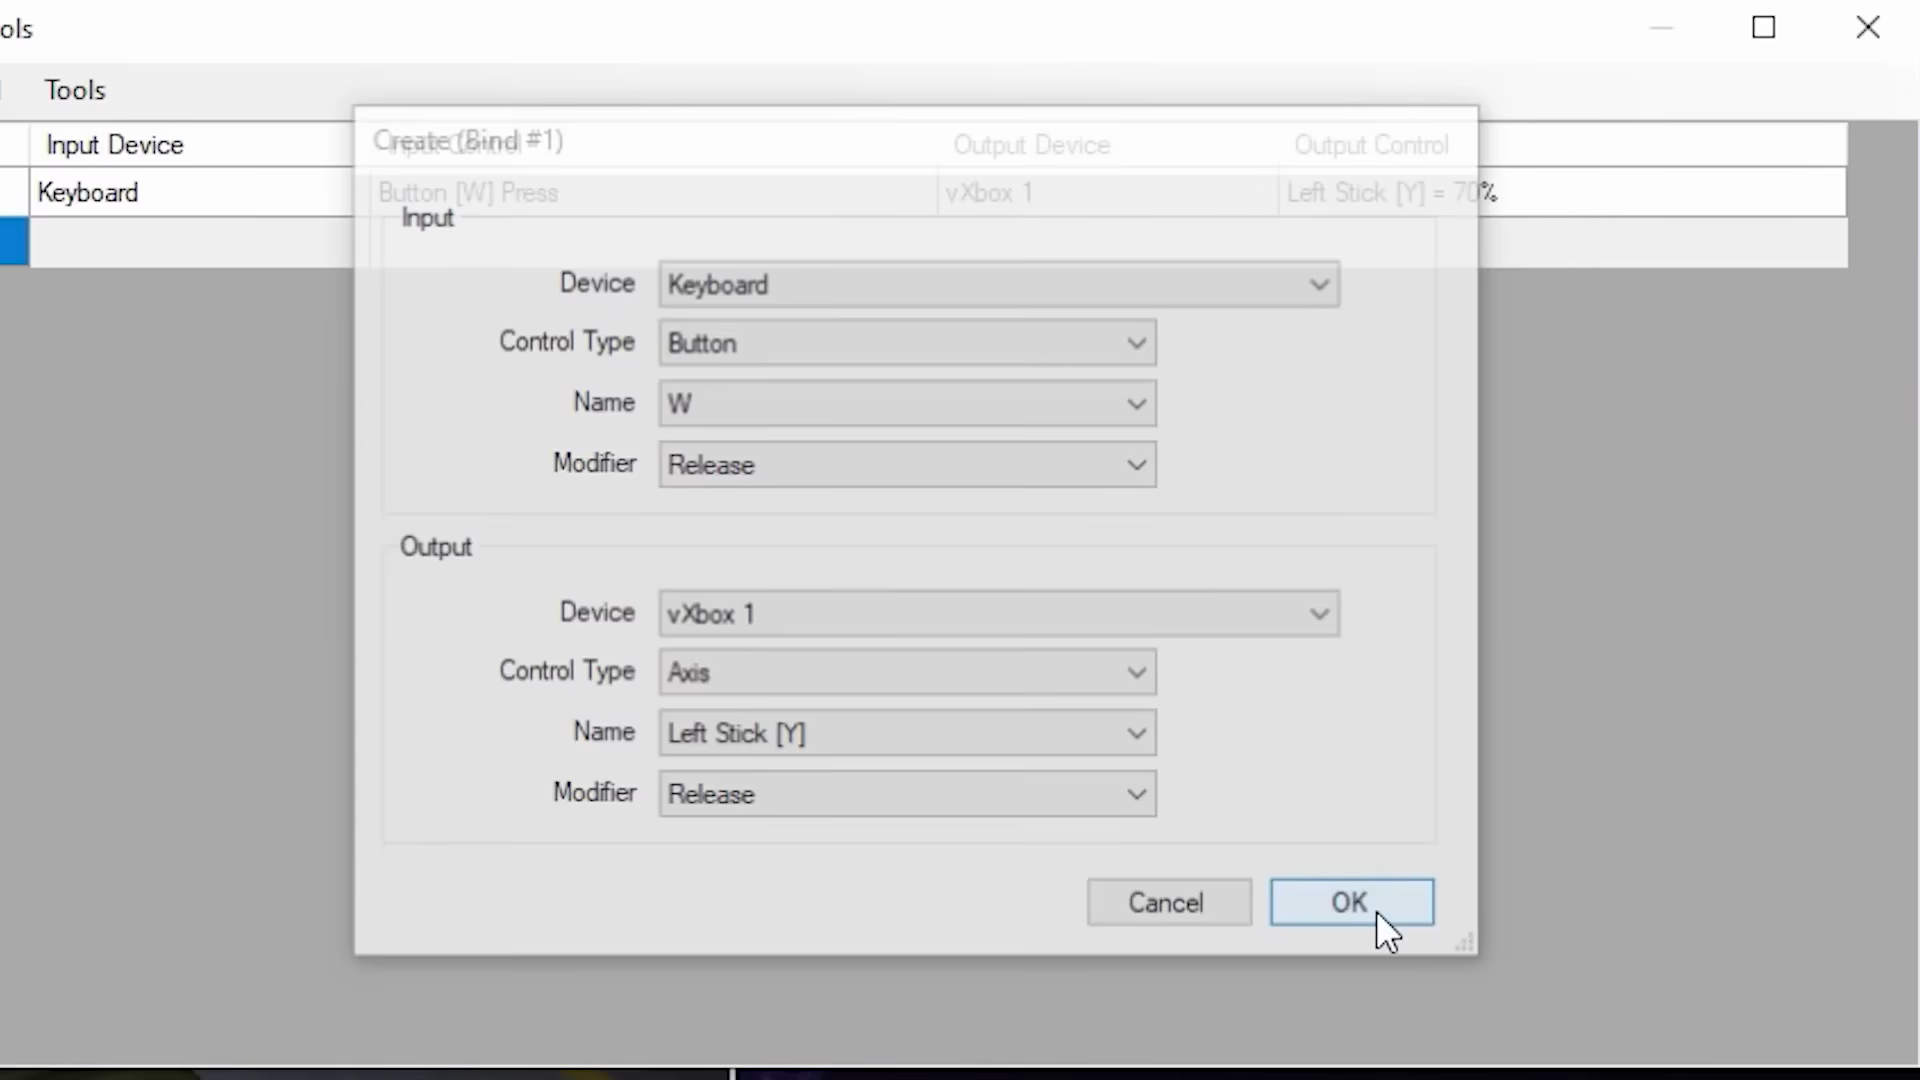 ols
Tools
Input Device Input Control Output Device Output Control
Keyboard Button [W] Press vXbox 1 Left Stick [Y] = 70%
Create (Bind #1)
Input
Device Keyboard
Control Type Button
Name W
Modifier Release
Output
Device vXbox 1
Control Type Axis
Name Left Stick [Y]
Modifier Release
Cancel OK